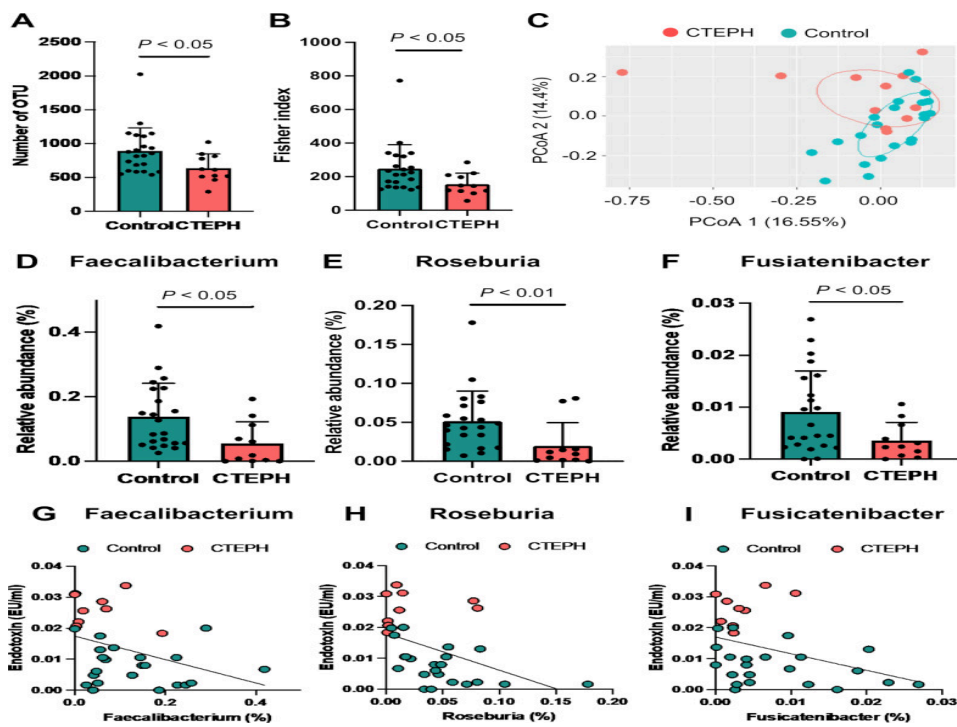 A
P < 0.05
Number of OTU
2500
2000
1500
1000
500
0
Control CTEPH
B
P < 0.05
Fisher index
1000
800
600
400
200
0
Control CTEPH
C
CTEPH Control
PCoA 2 (14.4%)
0.2
0.0
-0.2
-0.75 -0.50 -0.25 0.00
PCoA 1 (16.55%)
D Faecalibacterium
P < 0.05
Relative abundance (%)
0.4
0.2
0.0
Control CTEPH
E Roseburia
P < 0.01
Relative abundance (%)
0.20
0.15
0.10
0.05
0.00
Control CTEPH
F Fusiatenibacter
P < 0.05
Relative abundance (%)
0.03
0.02
0.01
0.00
Control CTEPH
G Faecalibacterium
Control CTEPH
Endotoxin (EU/ml)
0.04
0.03
0.02
0.01
0.00
0.0 0.2 0.4 0.6
Faecalibacterium (%)
H Roseburia
Control CTEPH
Endotoxin (EU/ml)
0.04
0.03
0.02
0.01
0.00
0.00 0.05 0.10 0.15 0.20
Roseburia (%)
I Fusicatenibacter
Control CTEPH
Endotoxin (EU/ml)
0.04
0.03
0.02
0.01
0.00
0.00 0.01 0.02 0.03
Fusicatenibacter (%)